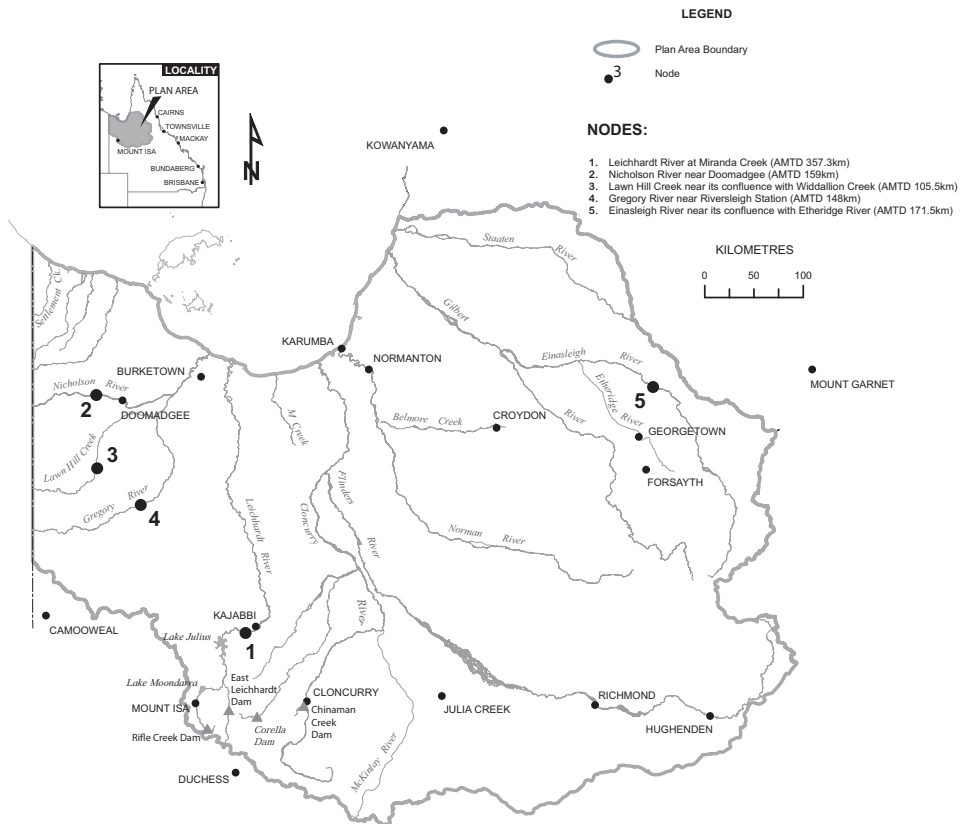 LEGEND
Plan Area Boundary
3
Node
LOCALITY
PLAN AREA
CAIRNS
TOWNSVILLE
MACKAY
MOUNT ISA
BUNDABERG
BRISBANE
N
KOWANYAMA
NODES:
1. Leichhardt River at Miranda Creek (AMTD 357.3km)
2. Nicholson River near Doomadgee (AMTD 159km)
3. Lawn Hill Creek near its confluence with Widdallion Creek (AMTD 105.5km)
4. Gregory River near Riversleigh Station (AMTD 148km)
5. Einasleigh River near its confluence with Etheridge River (AMTD 171.5km)
KILOMETRES
0 50 100
Staaten River
Settlement Ck.
Gilbert River
KARUMBA
NORMANTON
Einasleigh River
Etheridge River
BURKETOWN
MOUNT GARNET
Nicholson River
2
DOOMADGEE
5
M Creek
Belmore Creek
CROYDON
GEORGETOWN
Lawn Hill Creek
3
FORSAYTH
Gregory River
4
Leichhardt River
Cloncurry River
Flinders River
Norman River
KAJABBI
CAMOOWEAL
Lake Julius
1
Lake Moondarra
East
Leichhardt
Dam
CLONCURRY
MOUNT ISA
Chinaman
Creek
Dam
JULIA CREEK
RICHMOND
HUGHENDEN
Rifle Creek Dam
Corella
Dam
McKinlay River
DUCHESS